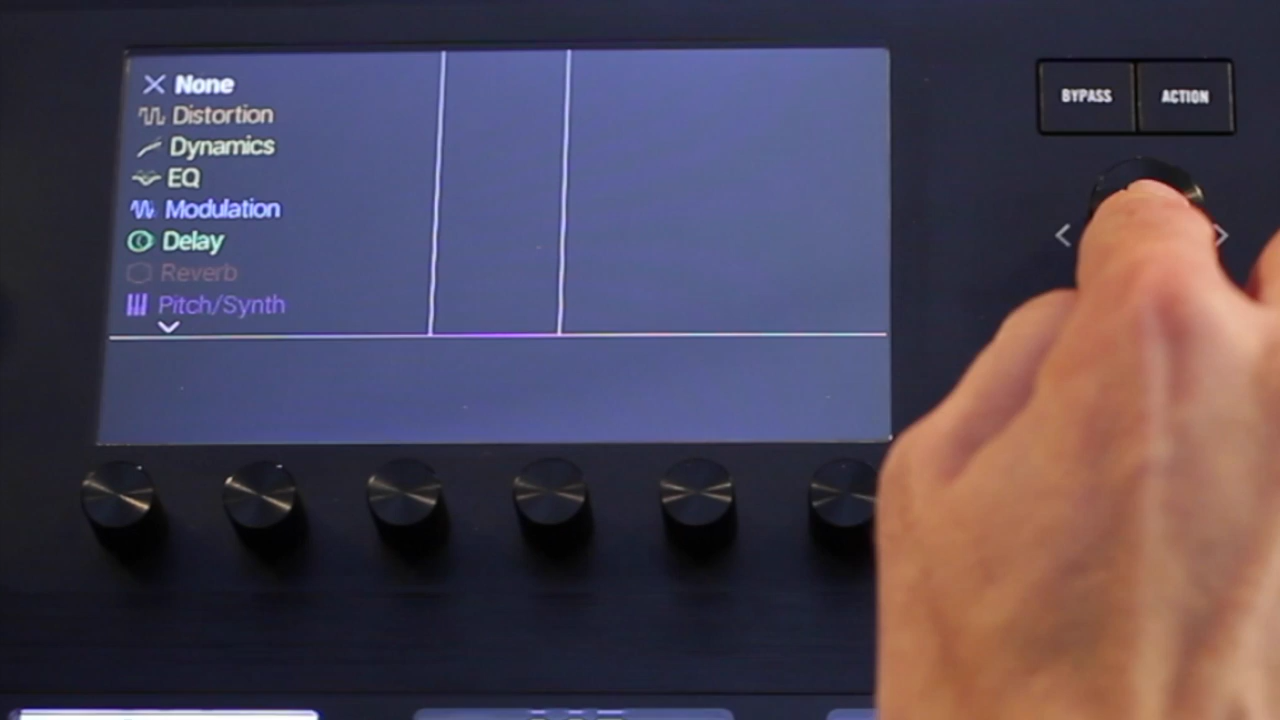 None
Distortion
Dynamics
EQ
Modulation
Delay
Reverb
Pitch/Synth
BYPASS
ACTION